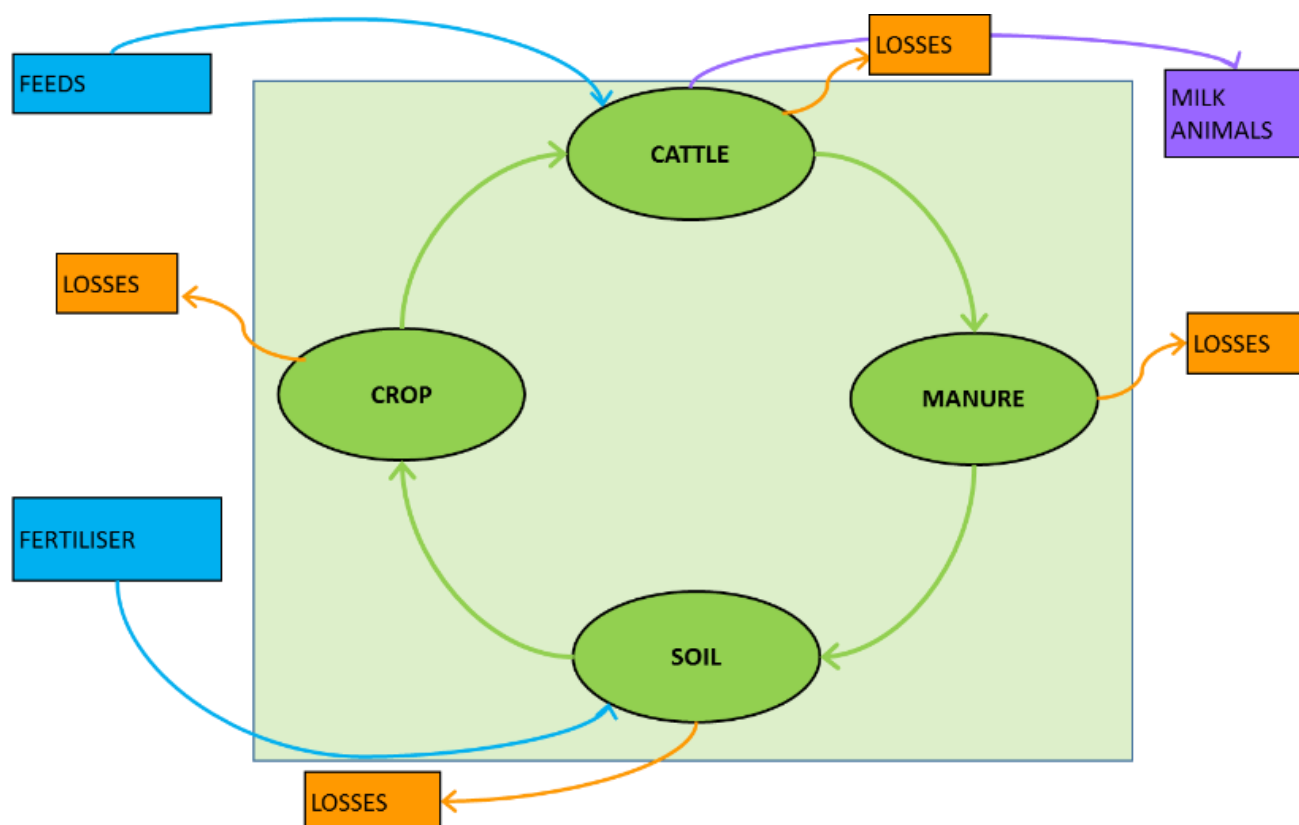 LOSSES
FEEDS
MILK
ANIMALS
CATTLE
LOSSES
LOSSES
CROP
MANURE
FERTILISER
SOIL
LOSSES